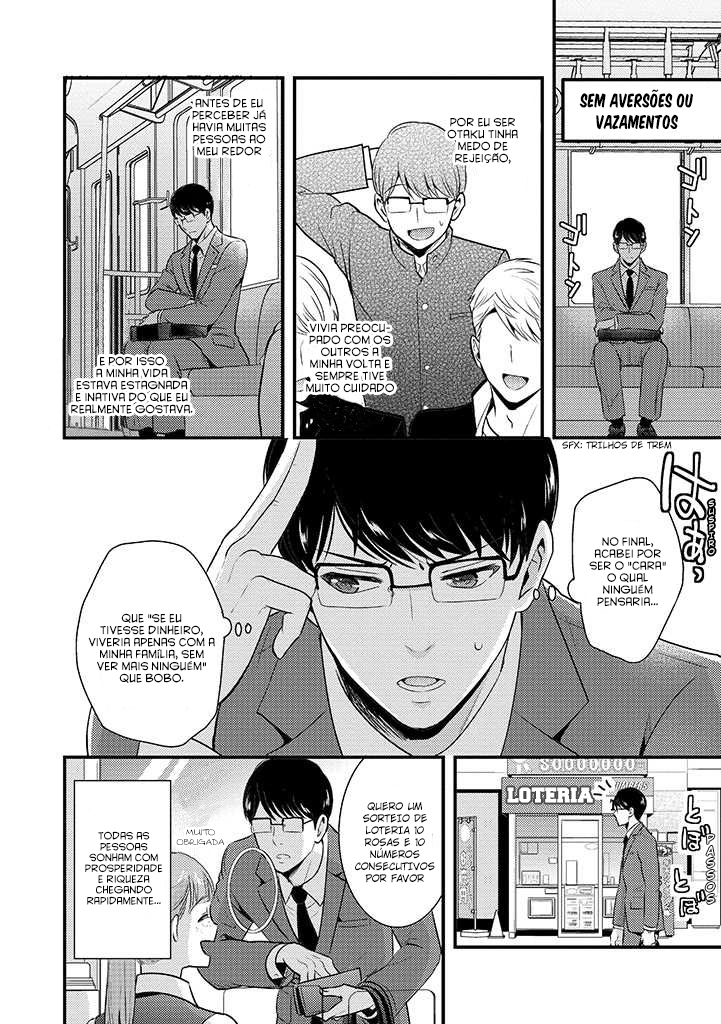 SEM AVERSÕES OU
VAZAMENTOS
コトン
コトン
POR EU SER
OTAKU TINHA
MEDO DE
REJEIÇÃO,
VIVIA PREOCU-
PADO COM OS
OUTROS A
MINHA VOLTA E
SEMPRE TIVE
MUITO CUIDADO
ANTES DE EU
PERCEBER JÁ
HAVIA MUITAS
PESSOAS AO
MEU REDOR
E POR ISSO,
A MINHA VIDA
ESTAVA ESTAGNADA
E INATIVA DO QUE EU
REALMENTE GOSTAVA.
SFX: TRILHOS DE TREM
はぁっ
SUSPIRO
NO FINAL,
ACABEI POR
SER O "CARA"
O QUAL
NINGUÉM
PENSARIA...
QUE "SE EU
TIVESSE DINHEIRO,
VIVERIA APENAS COM A
MINHA FAMÍLIA, SEM
VER MAIS NINGUÉM"
QUE BOBO.
LOTERIA
とぼ
とぼ
PASSOS
QUERO UM
SORTEIO DE
LOTERIA 10
ROSAS E 10
NÚMEROS
CONSECUTIVOS
POR FAVOR
MUITO
OBRIGADA
TODAS AS
PESSOAS
SONHAM COM
PROSPERIDADE
E RIQUEZA
CHEGANDO
RAPIDAMENTE...